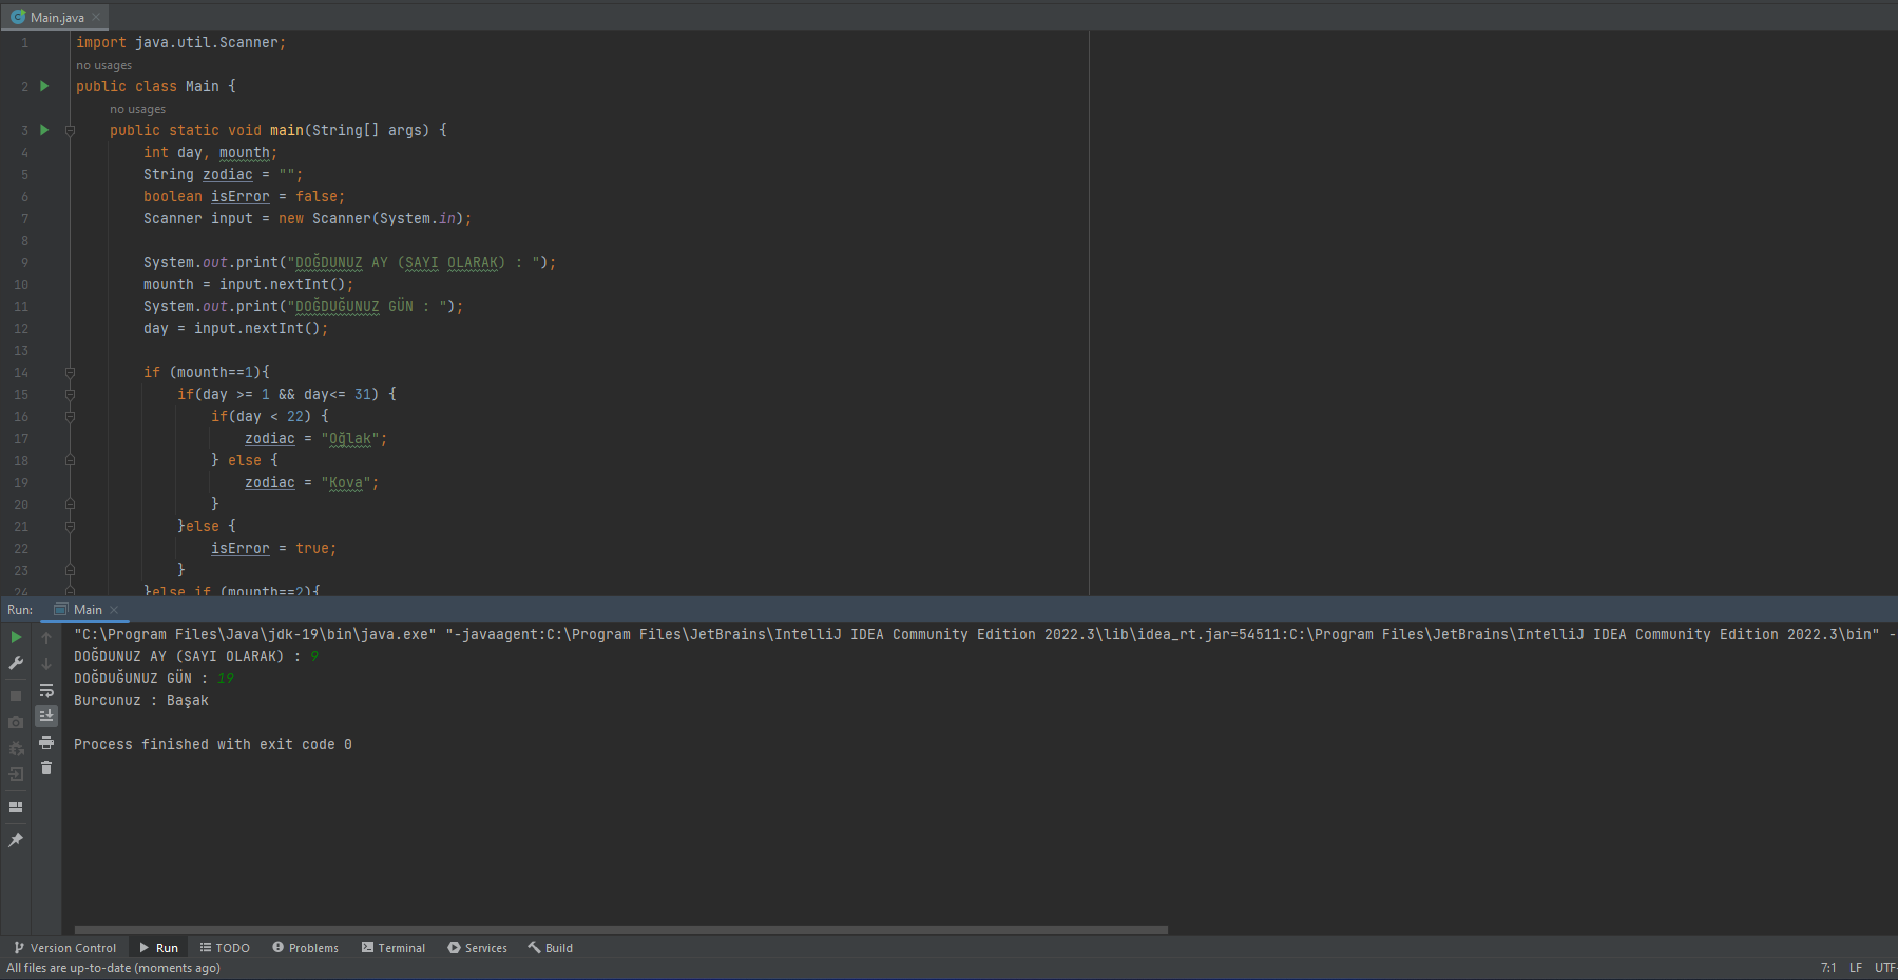 Main.java
1 import java.util.Scanner;
no usages
2 public class Main {
no usages
3 public static void main(String[] args) {
4 int day, mounth;
5 String zodiac = "";
6 boolean isError = false;
7 Scanner input = new Scanner(System.in);
8
9 System.out.print("DOĞDUNUZ AY (SAYI OLARAK) : ");
10 mounth = input.nextInt();
11 System.out.print("DOĞDUĞUNUZ GÜN : ");
12 day = input.nextInt();
13
14 if (mounth==1){
15 if(day >= 1 && day<= 31) {
16 if(day < 22) {
17 zodiac = "Oğlak";
18 } else {
19 zodiac = "Kova";
20 }
21 }else {
22 isError = true;
23 }
24 }else if (mounth==2){
Run: Main
"C:\Program Files\Java\jdk-19\bin\java.exe" "-javaagent:C:\Program Files\JetBrains\IntelliJ IDEA Community Edition 2022.3\lib\idea_rt.jar=54511:C:\Program Files\JetBrains\IntelliJ IDEA Community Edition 2022.3\bin" -
DOĞDUNUZ AY (SAYI OLARAK) : 9
DOĞDUĞUNUZ GÜN : 19
Burcunuz : Başak
Process finished with exit code 0
Version Control Run TODO Problems Terminal Services Build
All files are up-to-date (moments ago) 7:1 LF UTF-